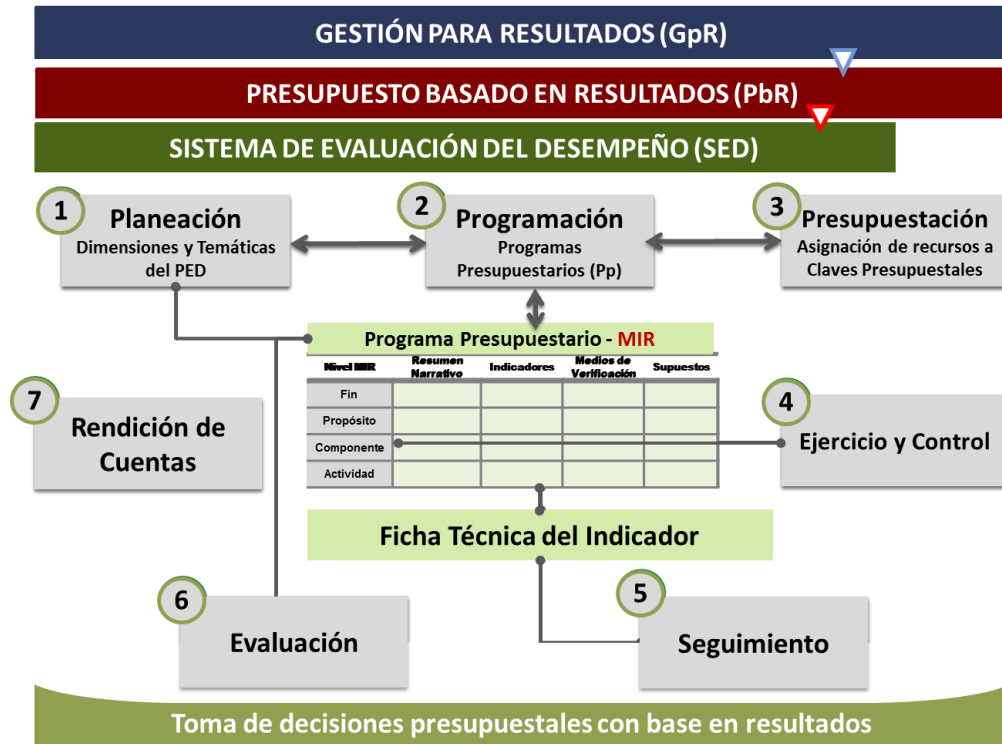 GESTIÓN PARA RESULTADOS (GpR)
PRESUPUESTO BASADO EN RESULTADOS (PbR)
SISTEMA DE EVALUACIÓN DEL DESEMPEÑO (SED)
1
Planeación
Dimensiones y Temáticas
del PED
2
Programación
Programas
Presupuestarios (Pp)
3
Presupuestación
Asignación de recursos a
Claves Presupuestales
Programa Presupuestario - MIR
Nivel MIR
Resumen
Narrativo
Indicadores
Medios de
Verificación
Supuestos
Fin
Propósito
Componente
Actividad
7
Rendición de
Cuentas
4
Ejercicio y Control
Ficha Técnica del Indicador
6
Evaluación
5
Seguimiento
Toma de decisiones presupuestales con base en resultados